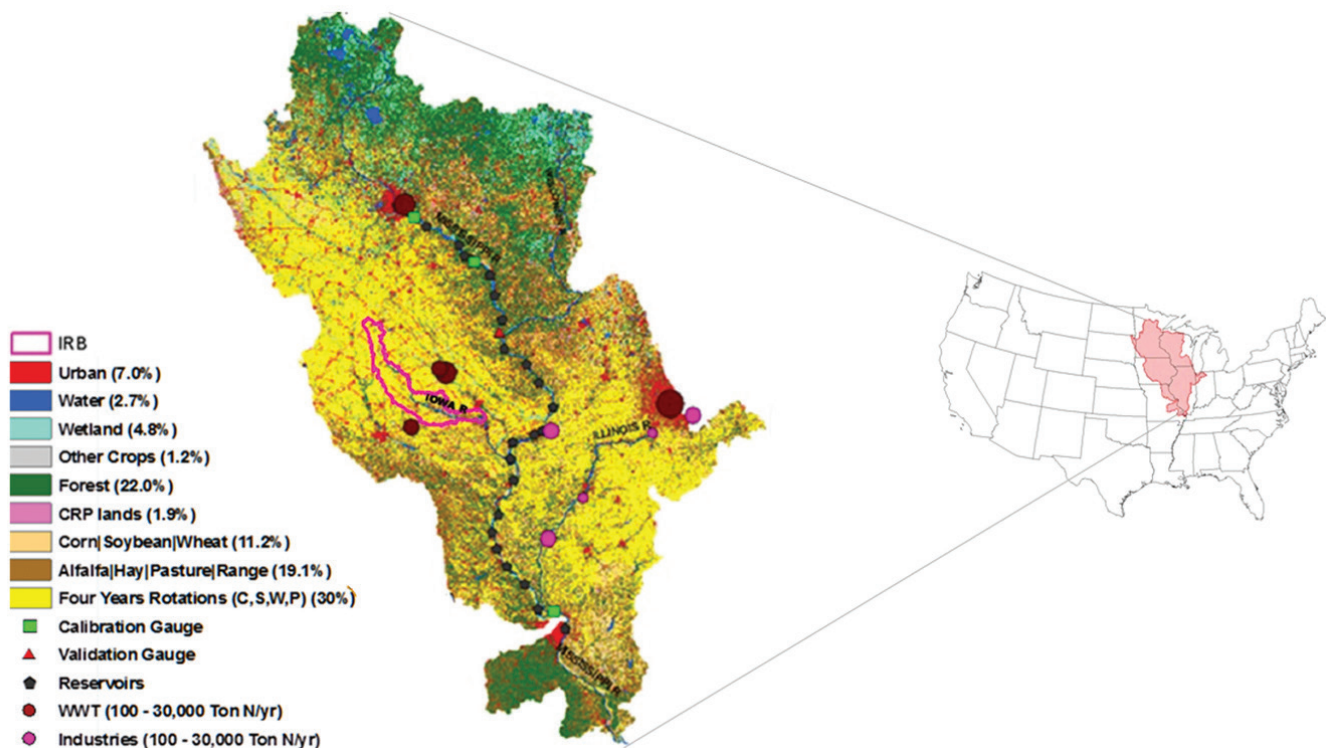 MISSISSIPPI R
IOWA R
ILLINOIS R
MISSISSIPPI R
IRB
Urban (7.0%)
Water (2.7%)
Wetland (4.8%)
Other Crops (1.2%)
Forest (22.0%)
CRP lands (1.9%)
Corn|Soybean|Wheat (11.2%)
Alfalfa|Hay|Pasture|Range (19.1%)
Four Years Rotations (C,S,W,P) (30%)
Calibration Gauge
Validation Gauge
Reservoirs
WWT (100 - 30,000 Ton N/yr)
Industries (100 - 30,000 Ton N/yr)